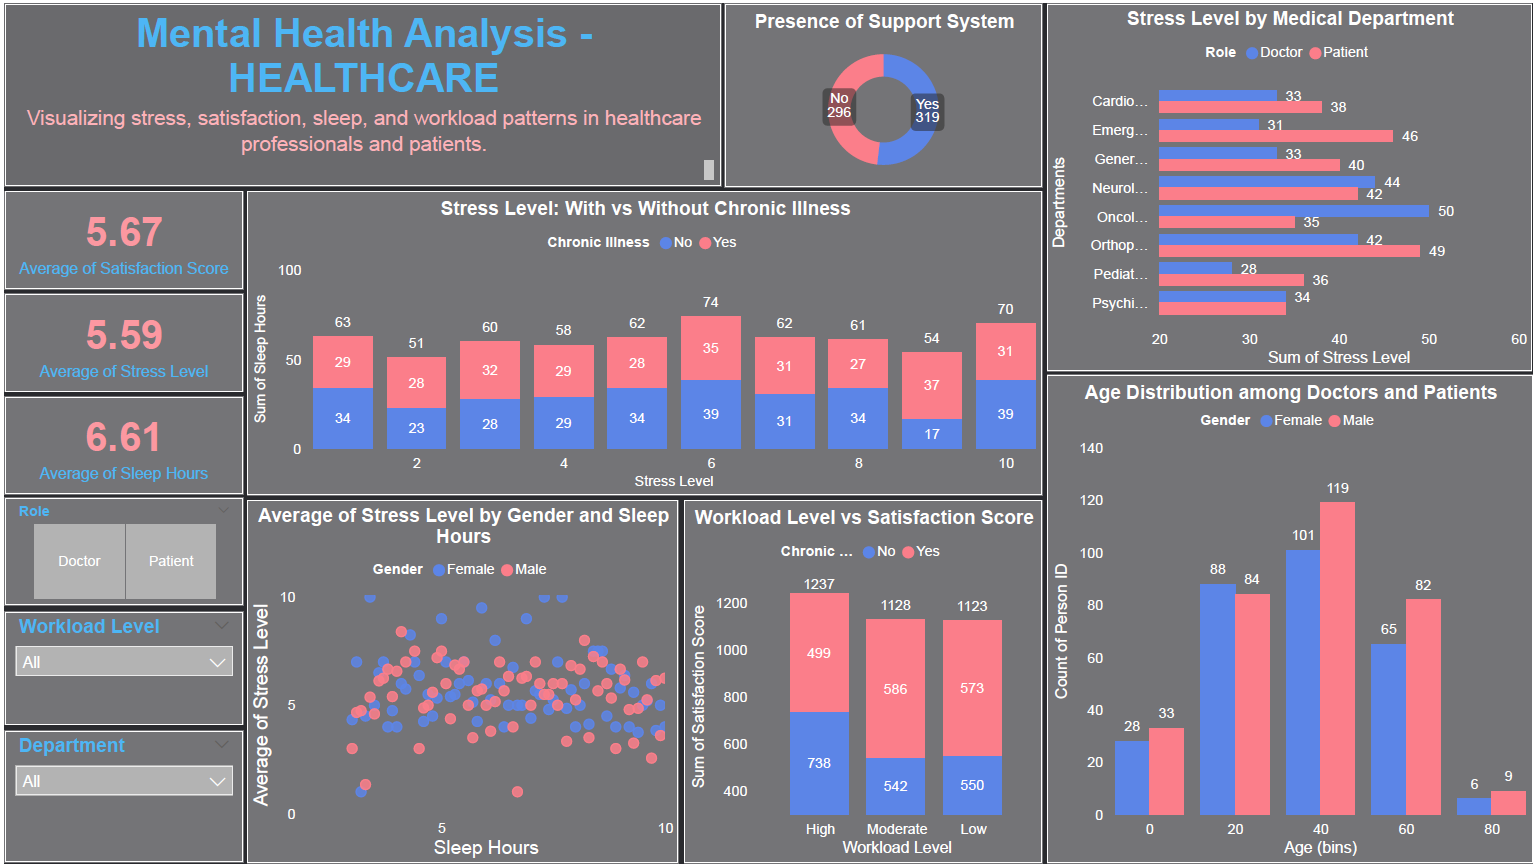 Mental Health Analysis -
HEALTHCARE
Visualizing stress, satisfaction, sleep, and workload patterns in healthcare
professionals and patients.
Presence of Support System
No
296
Yes
319
Stress Level by Medical Department
Role Doctor Patient
Departments
Cardio… 33 38
Emerg… 31 46
Gener… 33 40
Neurol… 44 42
Oncol… 50 35
Orthop… 42 49
Pediat… 28 36
Psychi… 34
20 30 40 50 60
Sum of Stress Level
5.67
Average of Satisfaction Score
5.59
Average of Stress Level
6.61
Average of Sleep Hours
Role
Doctor Patient
Workload Level
All
Department
All
Stress Level: With vs Without Chronic Illness
Chronic Illness No Yes
Sum of Sleep Hours
100
50
0
63 51 60 58 62 74 62 61 54 70
29 28 32 29 28 35 31 27 37 31
34 23 28 29 34 39 31 34 17 39
2 4 6 8 10
Stress Level
Average of Stress Level by Gender and Sleep
Hours
Gender Female Male
Average of Stress Level
10
5
0
5 10
Sleep Hours
Workload Level vs Satisfaction Score
Chronic … No Yes
Sum of Satisfaction Score
1200
1000
800
600
400
1237 1128 1123
499 586 573
738 542 550
High Moderate Low
Workload Level
Age Distribution among Doctors and Patients
Gender Female Male
Count of Person ID
140
120
100
80
60
40
20
0
28 33
88 84
101 119
65 82
6 9
0 20 40 60 80
Age (bins)